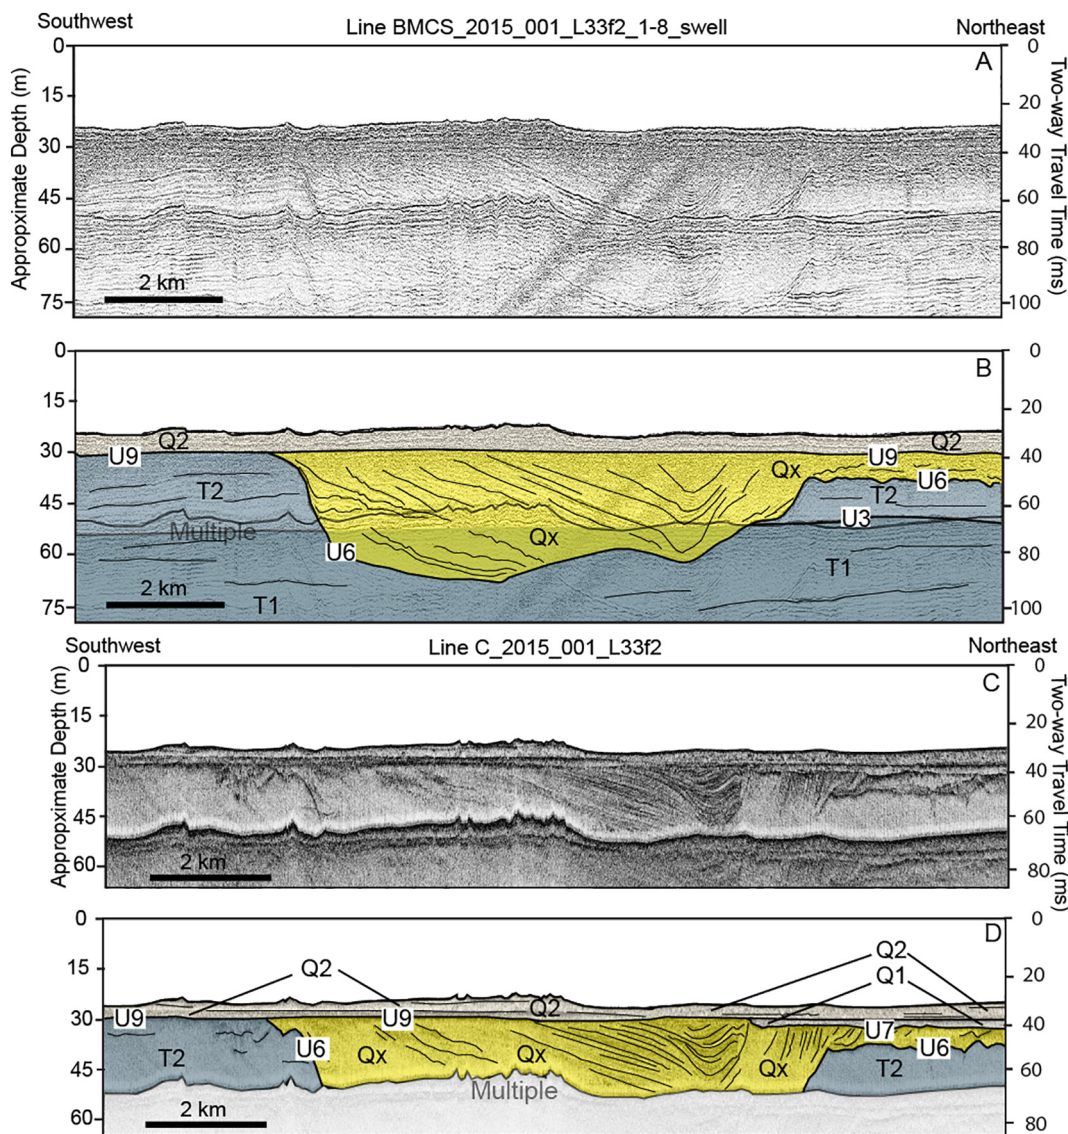 Southwest Line BMCS_2015_001_L33f2_1-8_swell Northeast
A
Appropximate Depth (m)
0
15
30
45
60
75
Two-way Travel Time (ms)
0
20
40
60
80
100
2 km
B
0
15
30
45
60
75
0
20
40
60
80
100
Q2 Q2
U9 U9
Qx
U6
T2 T2
U3
Multiple
Qx
U6
T1
T1
2 km
Southwest Line C_2015_001_L33f2 Northeast
C
Appropximate Depth (m)
0
15
30
45
60
Two-way Travel Time (ms)
0
20
40
60
80
2 km
D
0
15
30
45
60
0
20
40
60
80
Q2
Q2
Q1
Q2
U9 U9
U7
U6 U6
T2 Qx Qx Qx T2
Multiple
2 km